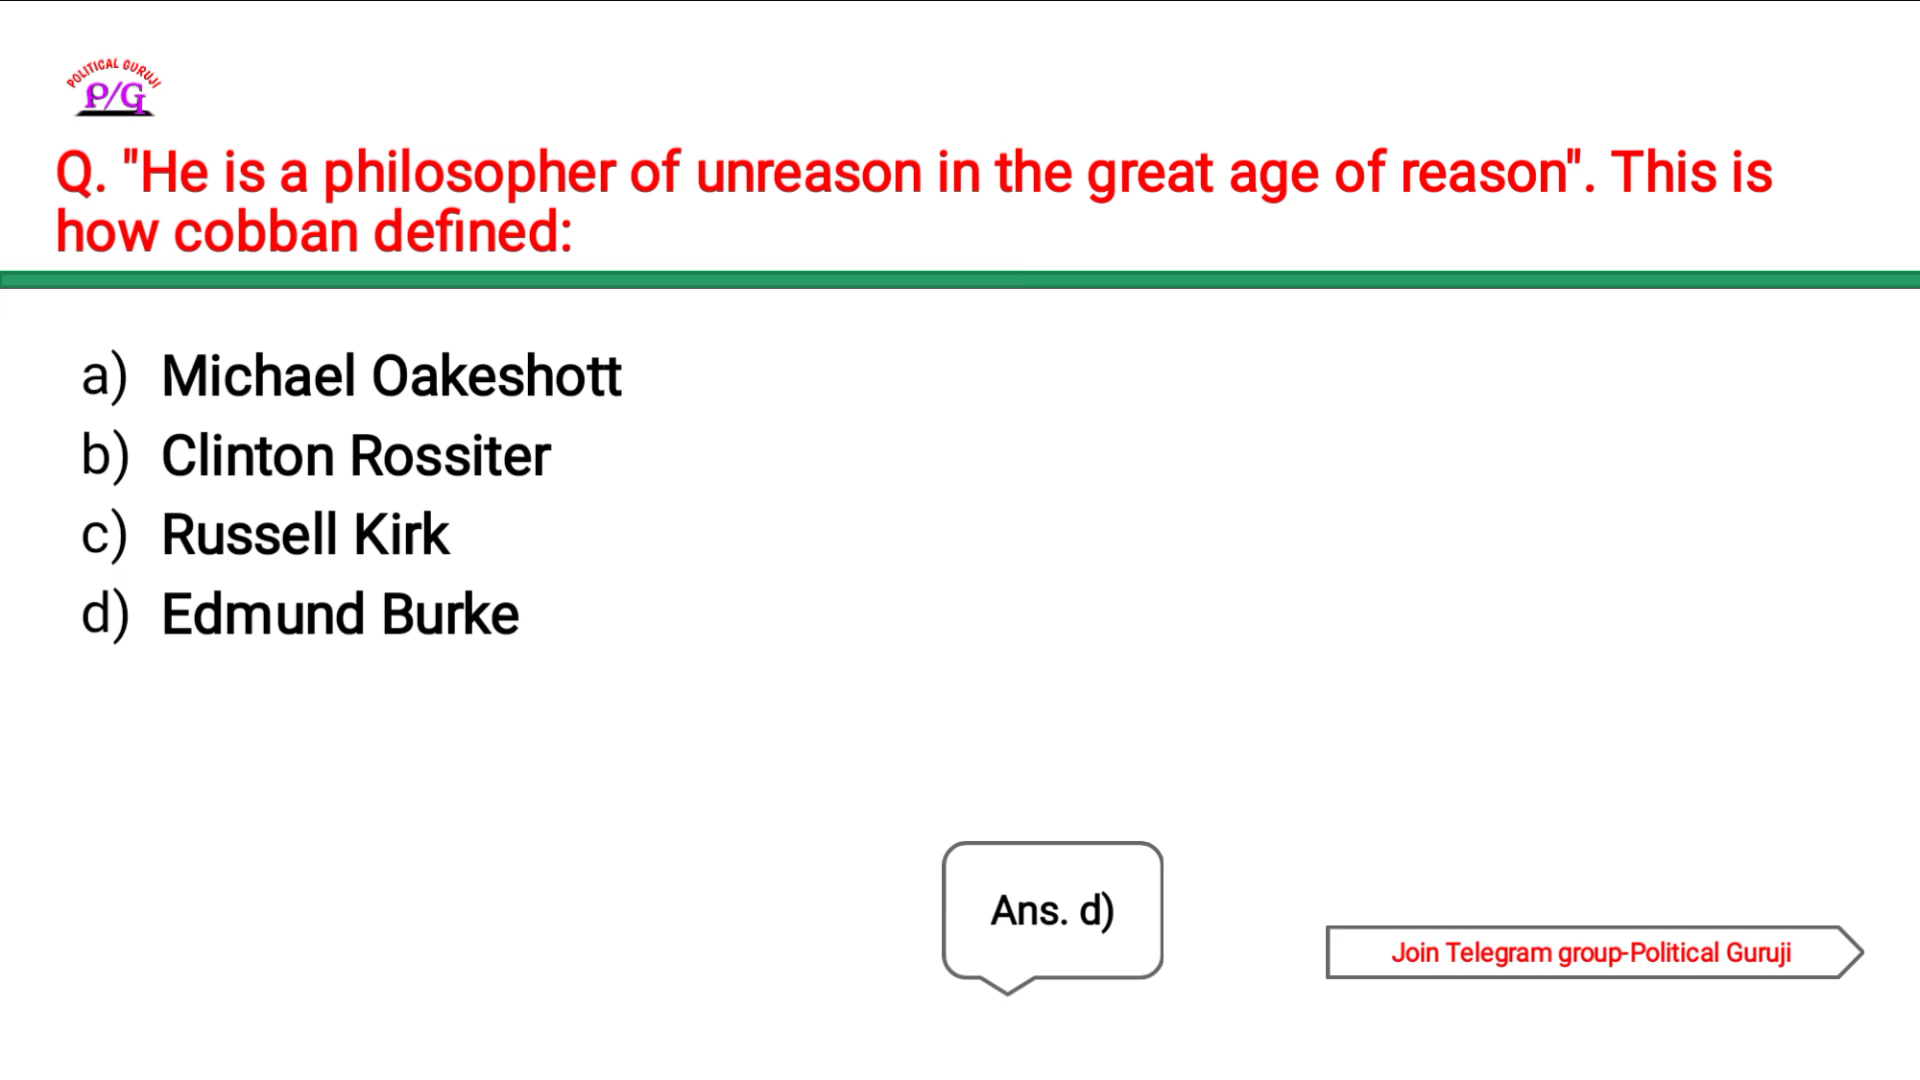 POLITICAL GURUJI
P/G
Q. "He is a philosopher of unreason in the great age of reason". This is
how cobban defined:
a) Michael Oakeshott
b) Clinton Rossiter
c) Russell Kirk
d) Edmund Burke
Ans. d)
Join Telegram group-Political Guruji